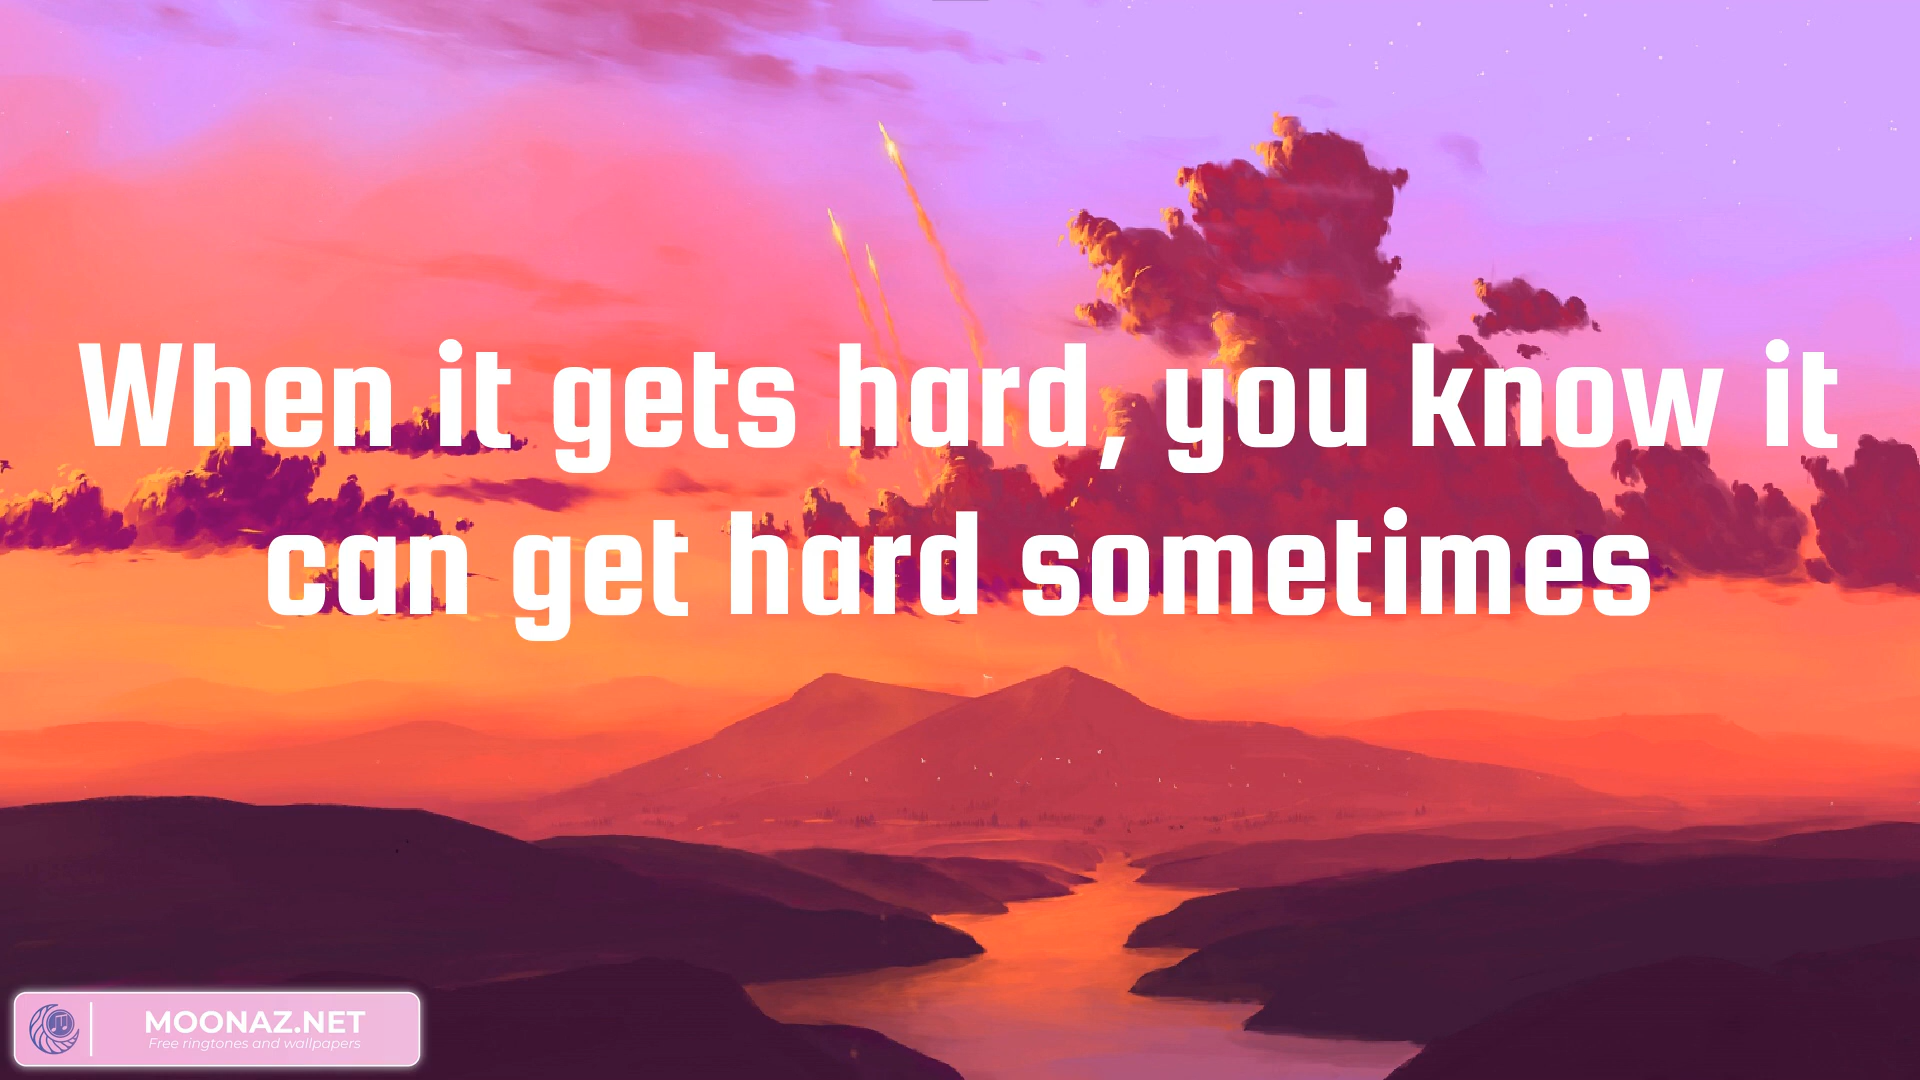 When it gets hard, you know it
can get hard sometimes
MOONAZ.NET
Free ringtones and wallpapers